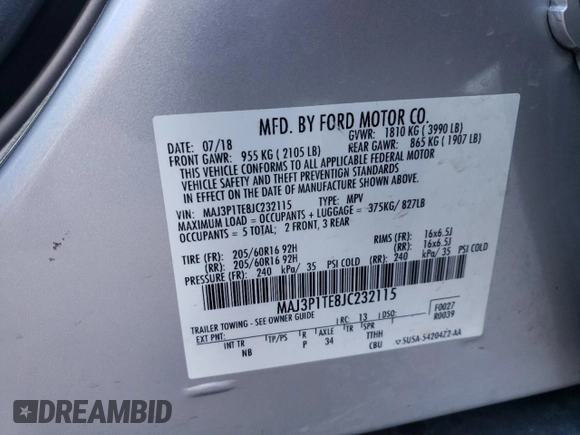 MFD. BY FORD MOTOR CO.
DATE: 07/18 GVWR: 1810 KG ( 3990 LB)
FRONT GAWR: 955 KG ( 2105 LB) REAR GAWR: 865 KG ( 1907 LB)
THIS VEHICLE CONFORMS TO ALL APPLICABLE FEDERAL MOTOR
VEHICLE SAFETY AND THEFT PREVENTION STANDARDS
IN EFFECT ON THE DATE OF MANUFACTURE SHOWN ABOVE.
VIN: MAJ3P1TE8JC232115 TYPE: MPV
MAXIMUM LOAD = OCCUPANTS + LUGGAGE = 375KG/ 827LB
OCCUPANTS = 5 TOTAL; 2 FRONT, 3 REAR
TIRE (FR): 205/60R16 92H RIMS (FR): 16x6.5J
(RR): 205/60R16 92H (RR): 16x6.5J
PRESSURE (FR): 240 kPa/ 35 PSI COLD (RR): 240 kPa/ 35 PSI COLD
MAJ3P1TE8JC232115
TRAILER TOWING - SEE OWNER GUIDE RC: 13 DSO: F0027
R0039
EXT PNT: INT TR TP/PS R AXLE TR SPR
NB P 34 TTHH
CBU SU5A-5420472-AA
DREAMBID